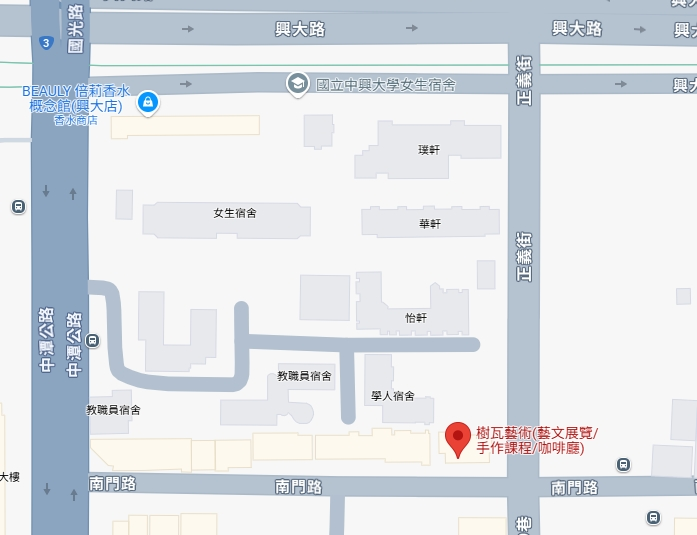 國光路
3
興大路
興大路
興大
BEAULY 倍莉香水
概念館(興大店)
香水商店
國立中興大學女生宿舍
正義街
興大
璞軒
女生宿舍
華軒
正義街
中潭公路
中潭公路
怡軒
教職員宿舍
學人宿舍
教職員宿舍
樹瓦藝術(藝文展覽/
手作課程/咖啡廳)
大樓
南門路
南門路
南門路
巷